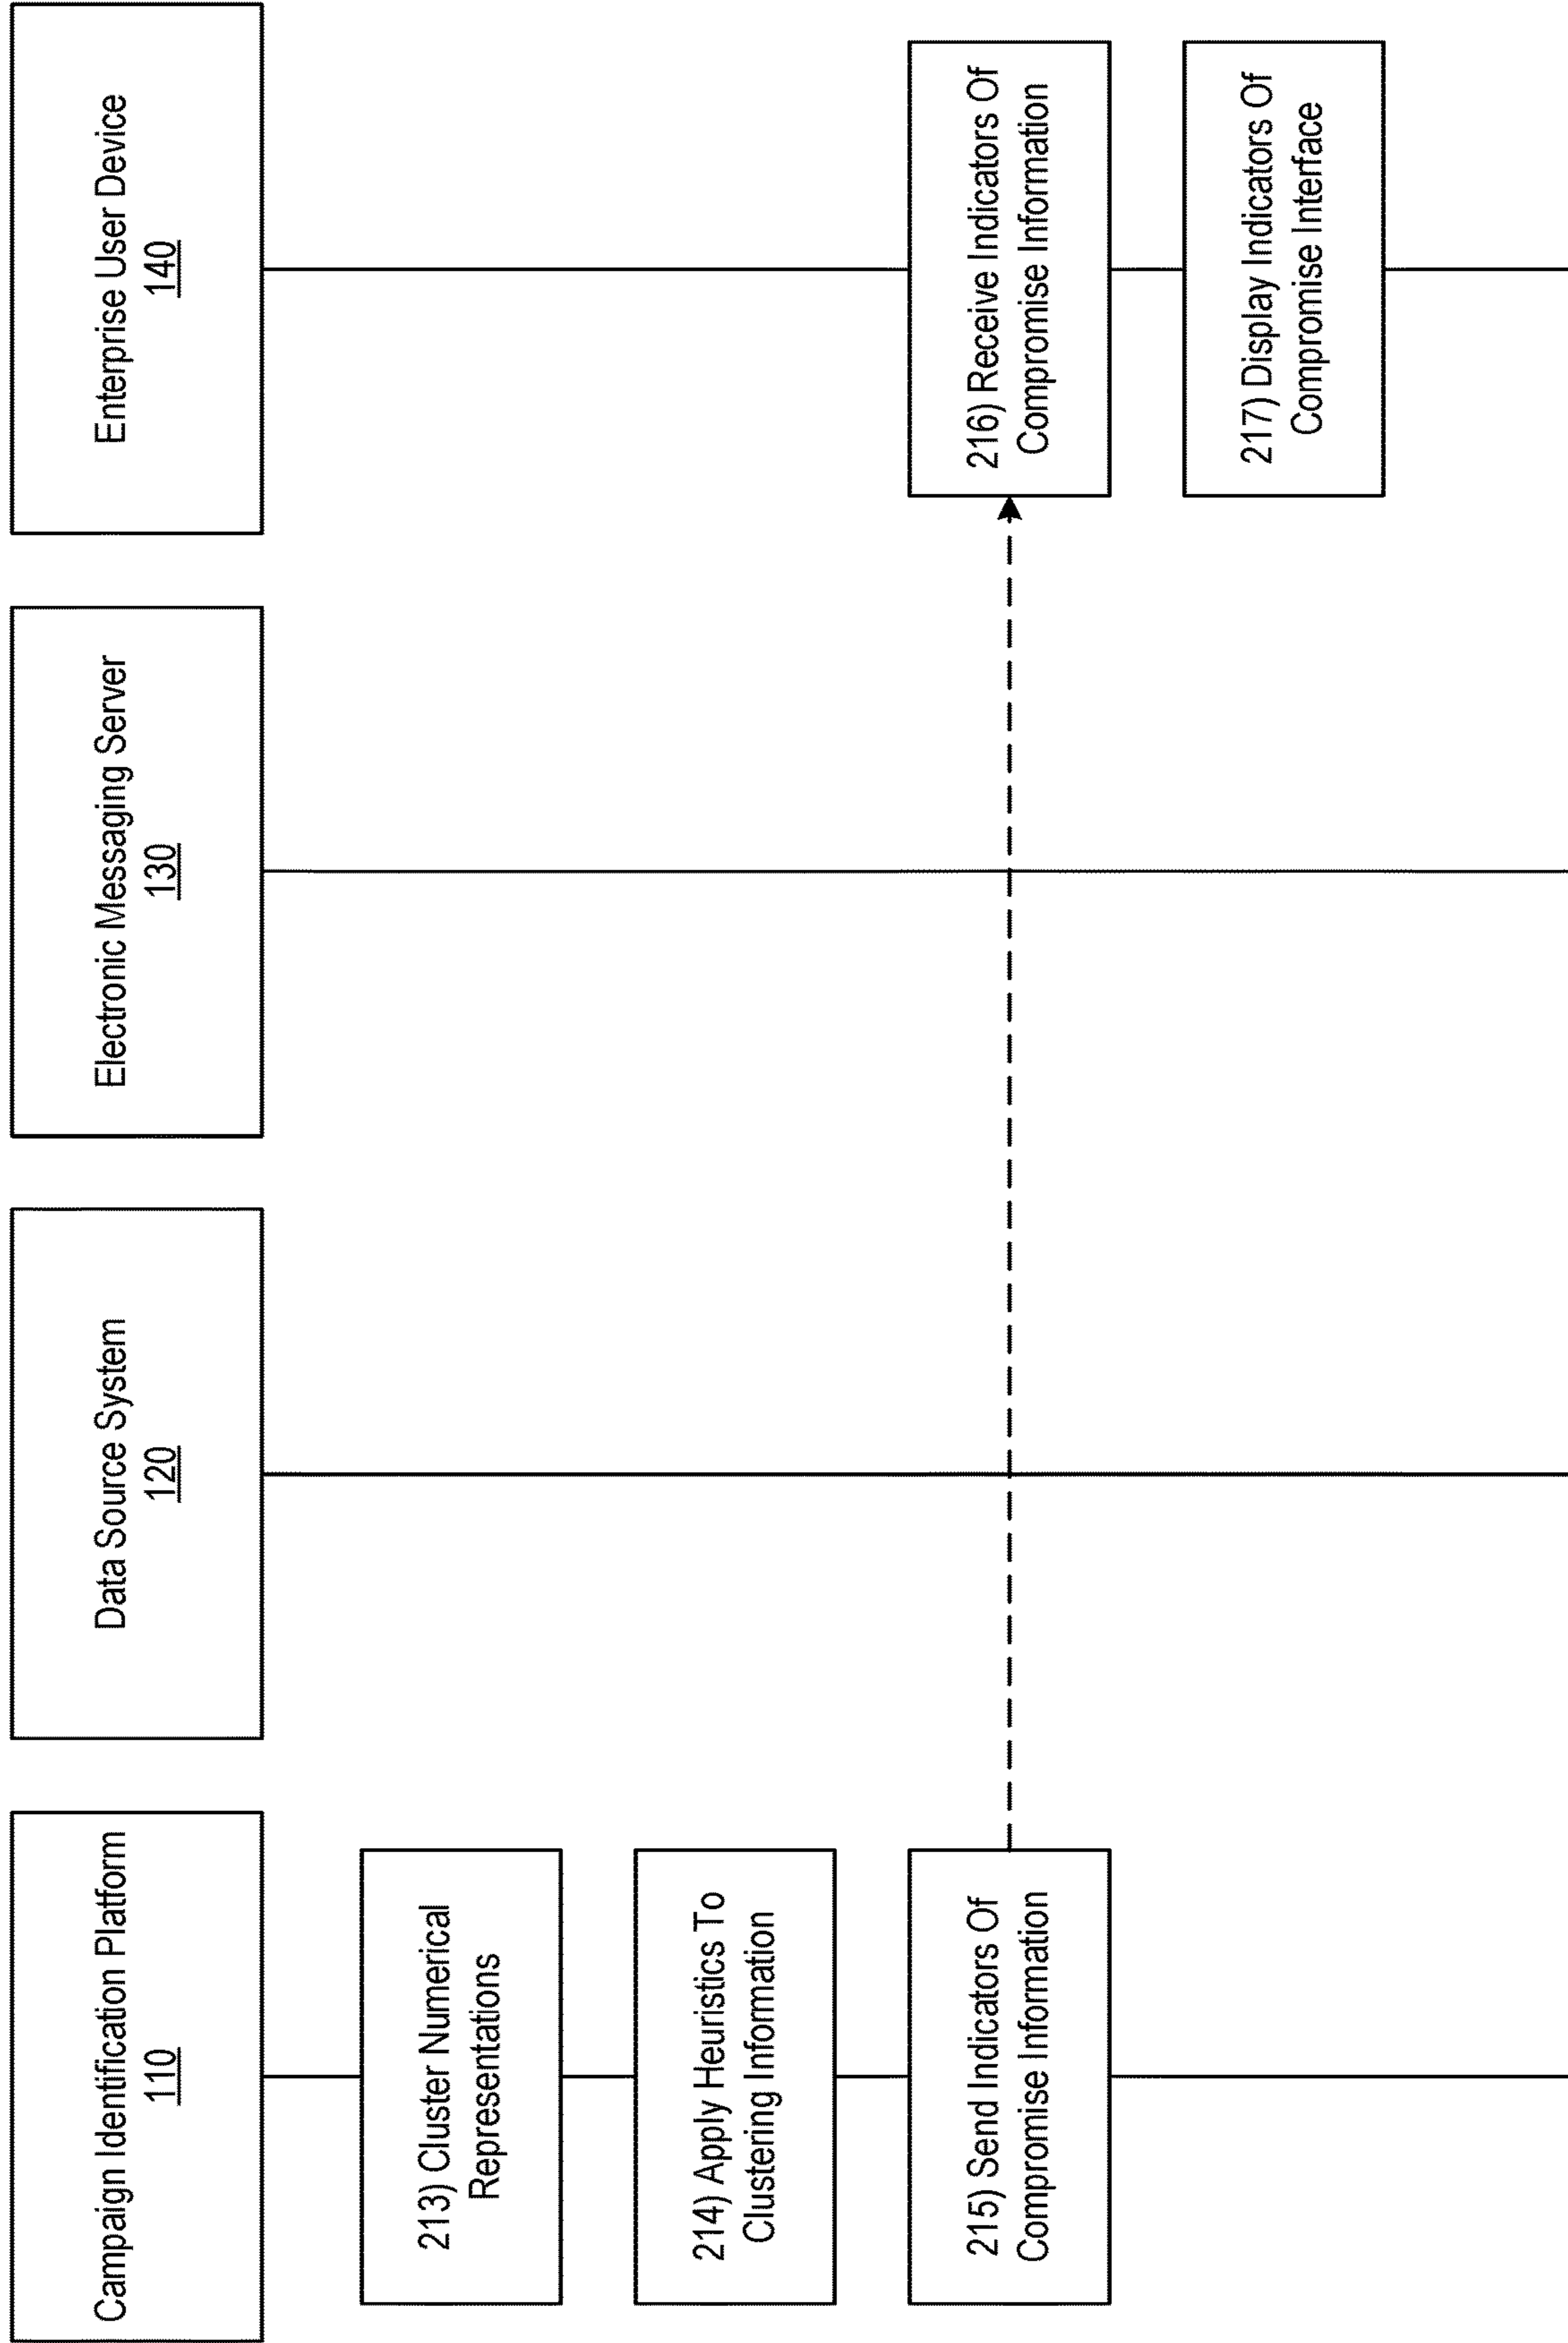 Campaign Identification Platform
110
Data Source System
120
Electronic Messaging Server
130
Enterprise User Device
140
213) Cluster Numerical
Representations
214) Apply Heuristics To
Clustering Information
215) Send Indicators Of
Compromise Information
216) Receive Indicators Of
Compromise Information
217) Display Indicators Of
Compromise Interface